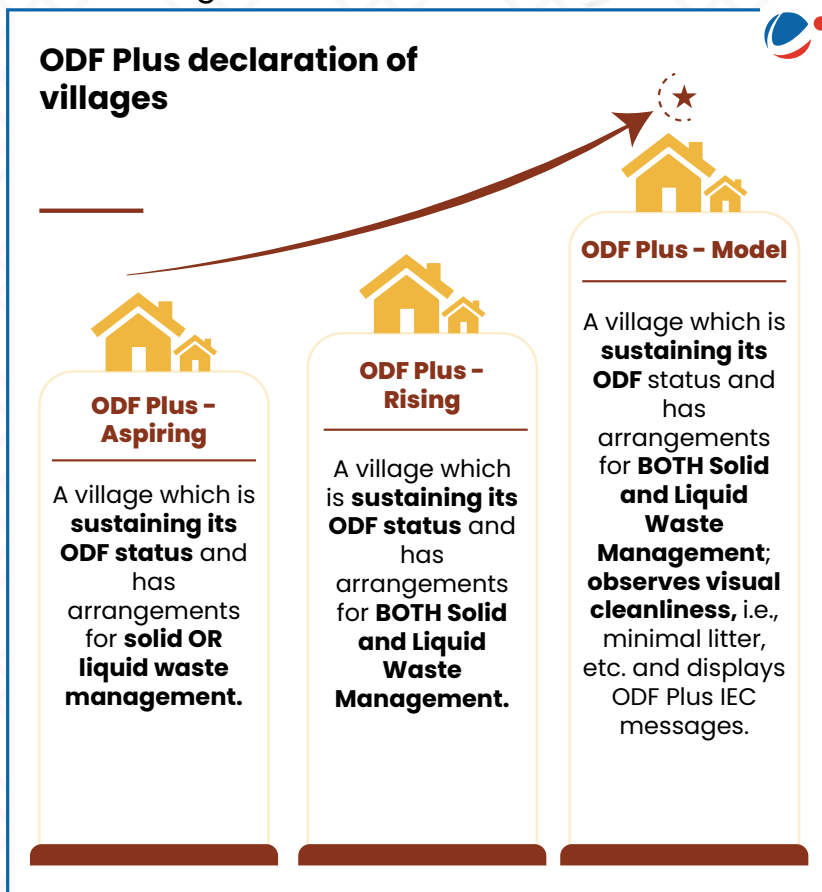 ODF Plus declaration of
villages
ODF Plus – Aspiring
A village which is
sustaining its
ODF status and
has
arrangements
for solid OR
liquid waste
management.
ODF Plus –
Rising
A village which
is sustaining its
ODF status and
has
arrangements
for BOTH Solid
and Liquid
Waste
Management.
ODF Plus – Model
A village which is
sustaining its
ODF status and
has
arrangements
for BOTH Solid
and Liquid
Waste
Management;
observes visual
cleanliness, i.e.,
minimal litter,
etc. and displays
ODF Plus IEC
messages.